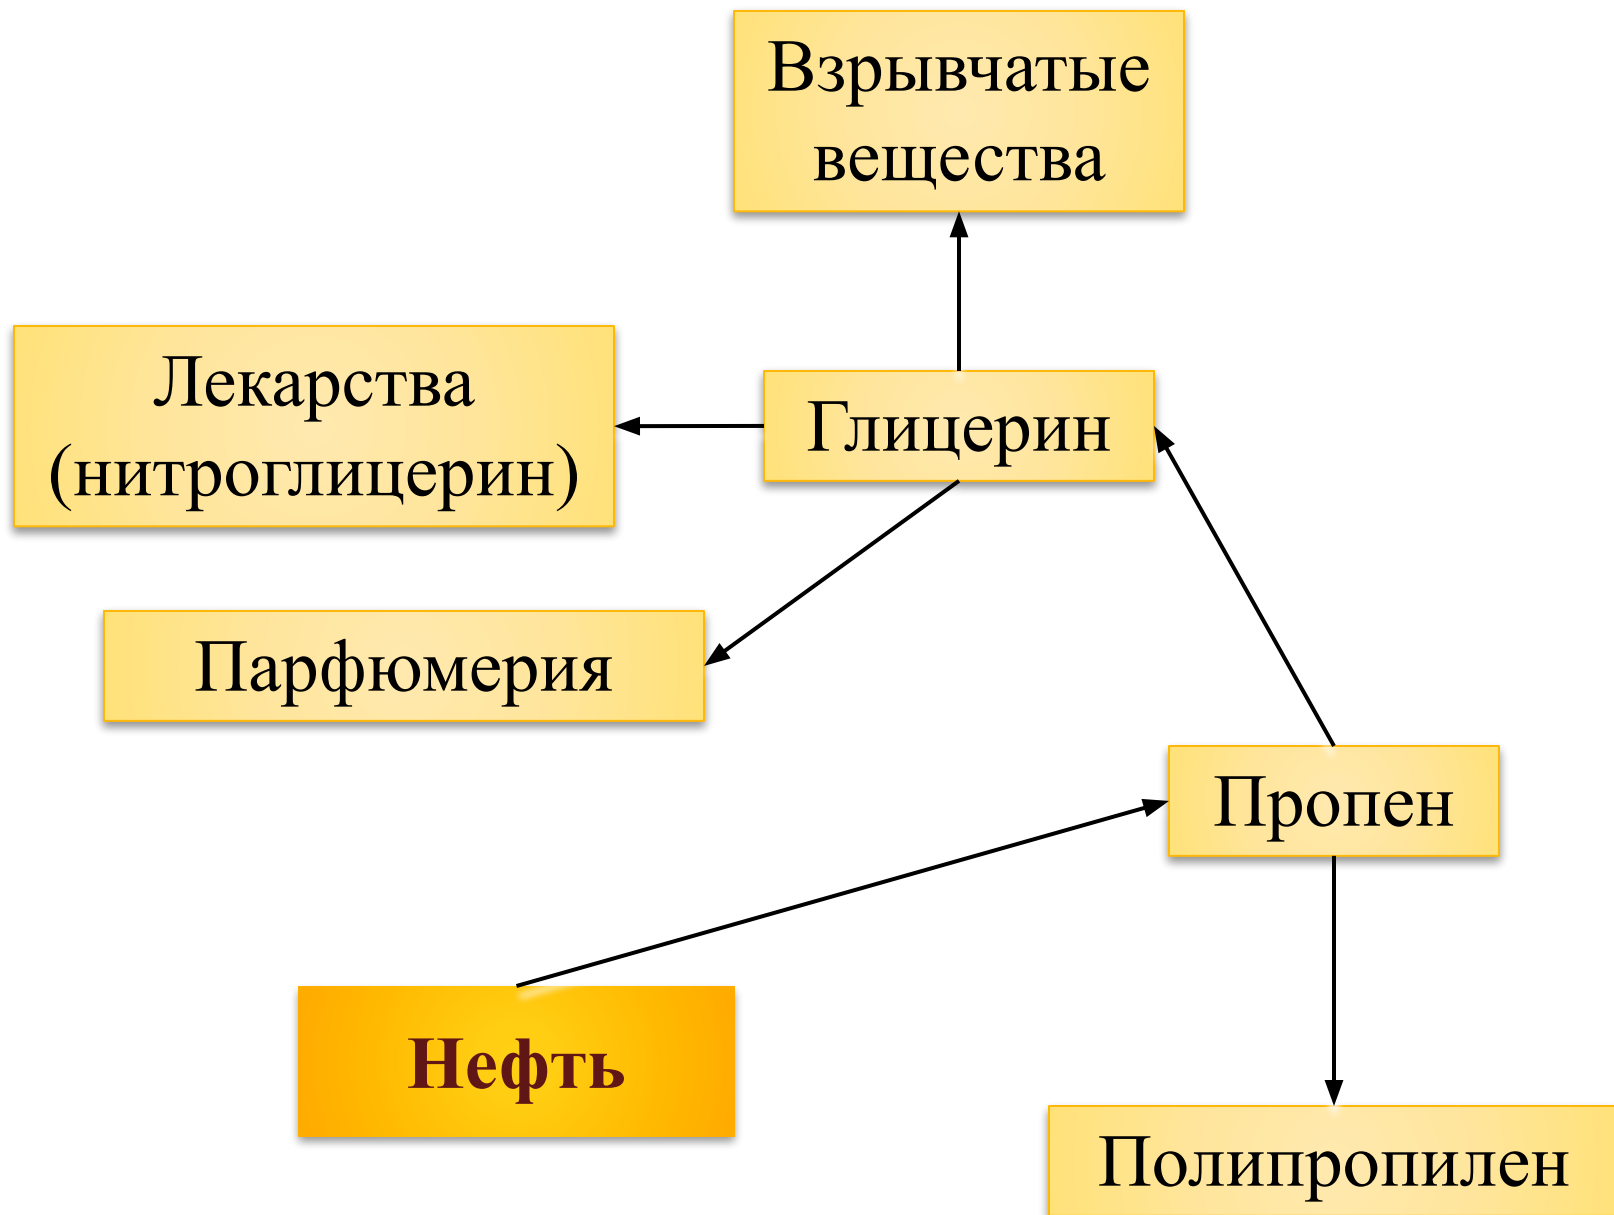 Взрывчатые
вещества
Лекарства
(нитроглицерин)
Глицерин
Парфюмерия
Пропен
Нефть
Полипропилен